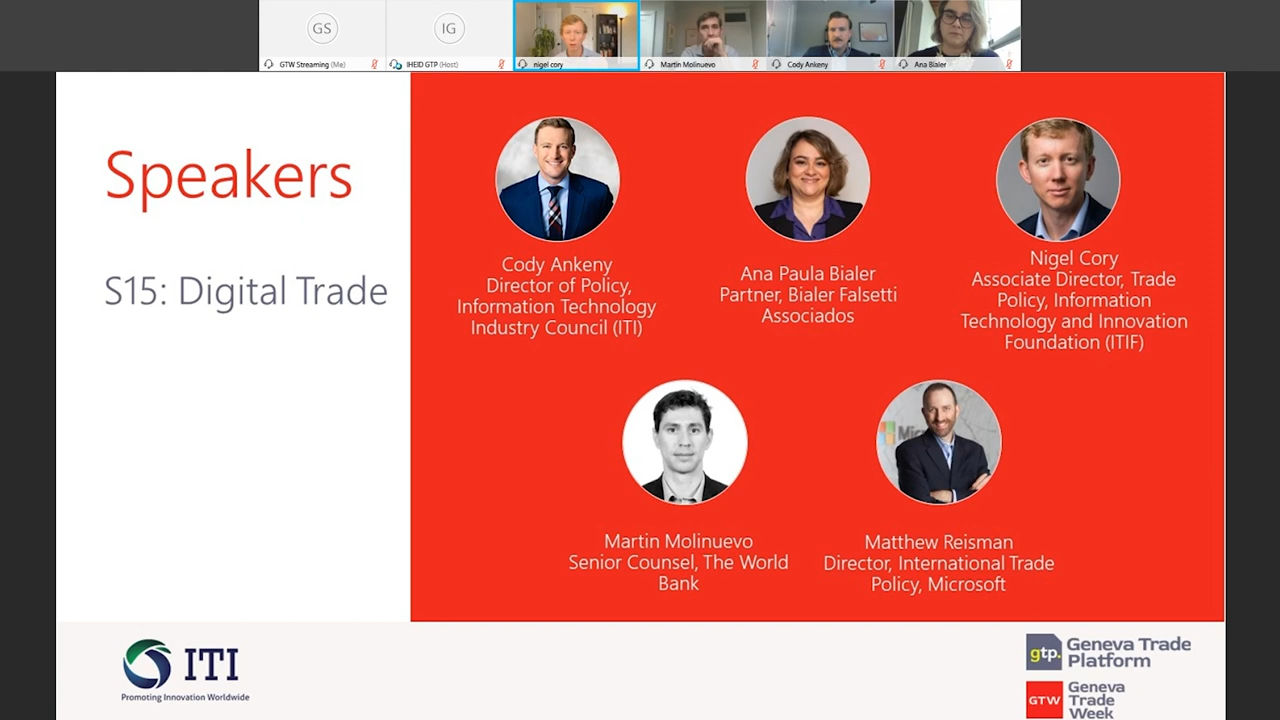 GS
IG
GTW Streaming (Me)
IHEID GTP (Host)
nigel cory
Martin Molinuevo
Cody Ankeny
Ana Bialer
Speakers
S15: Digital Trade
Cody Ankeny
Director of Policy,
Information Technology
Industry Council (ITI)
Ana Paula Bialer
Partner, Bialer Falsetti
Associados
Nigel Cory
Associate Director, Trade
Policy, Information
Technology and Innovation
Foundation (ITIF)
Martin Molinuevo
Senior Counsel, The World
Bank
Matthew Reisman
Director, International Trade
Policy, Microsoft
ITI
Promoting Innovation Worldwide
gtp.
Geneva Trade
Platform
GTW
Geneva
Trade
Week